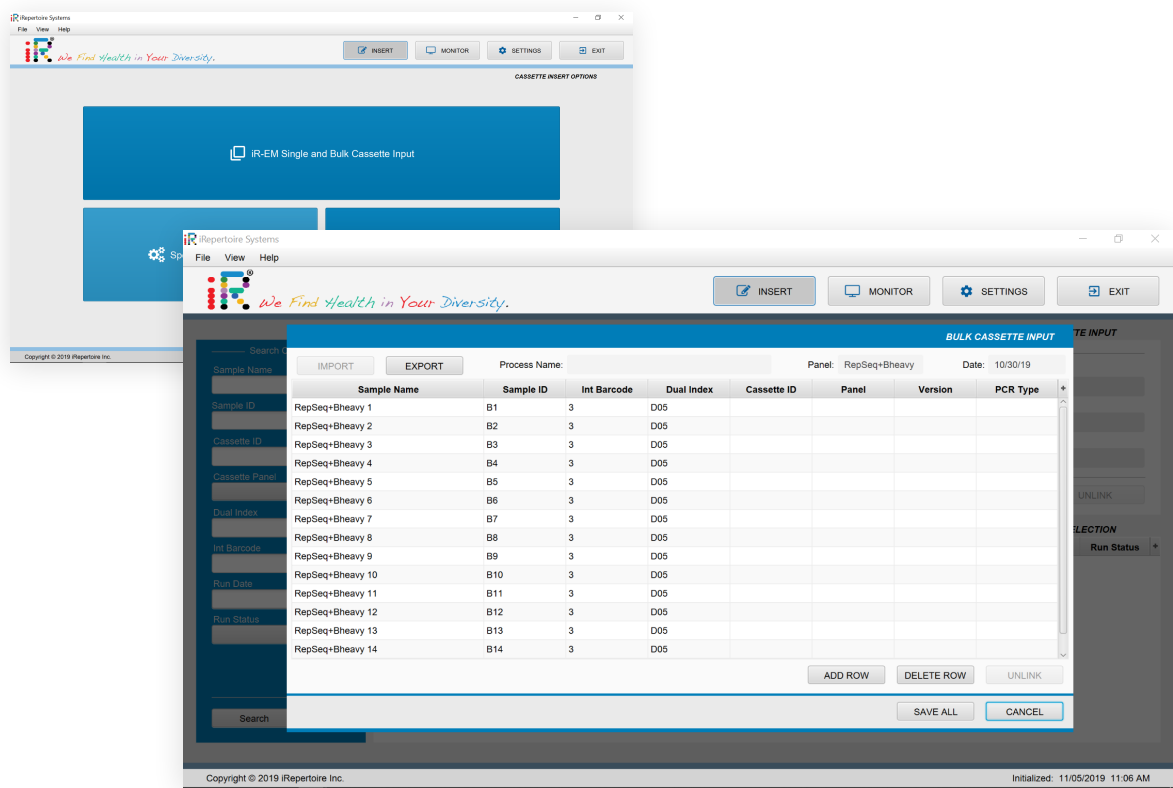 iR iRepertoire Systems
File View Help
iR® We Find Health in Your Diversity.
INSERT MONITOR SETTINGS EXIT
CASSETTE INSERT OPTIONS
iR-EM Single and Bulk Cassette Input
Copyright © 2019 iRepertoire Inc.
iR iRepertoire Systems
File View Help
iR® We Find Health in Your Diversity.
INSERT MONITOR SETTINGS EXIT
BULK CASSETTE INPUT
IMPORT EXPORT Process Name: Panel: RepSeq+Bheavy Date: 10/30/19
Sample Name Sample ID Int Barcode Dual Index Cassette ID Panel Version PCR Type +
RepSeq+Bheavy 1 B1 3 D05
RepSeq+Bheavy 2 B2 3 D05
RepSeq+Bheavy 3 B3 3 D05
RepSeq+Bheavy 4 B4 3 D05
RepSeq+Bheavy 5 B5 3 D05
RepSeq+Bheavy 6 B6 3 D05
RepSeq+Bheavy 7 B7 3 D05
RepSeq+Bheavy 8 B8 3 D05
RepSeq+Bheavy 9 B9 3 D05
RepSeq+Bheavy 10 B10 3 D05
RepSeq+Bheavy 11 B11 3 D05
RepSeq+Bheavy 12 B12 3 D05
RepSeq+Bheavy 13 B13 3 D05
RepSeq+Bheavy 14 B14 3 D05
ADD ROW DELETE ROW UNLINK
SAVE ALL CANCEL
Search
Sample Name
Sample ID
Cassette ID
Cassette Panel
Dual Index
Int Barcode
Run Date
Run Status
Search
INPUT
UNLINK
Run Status +
Copyright © 2019 iRepertoire Inc. Initialized: 11/05/2019 11:06 AM